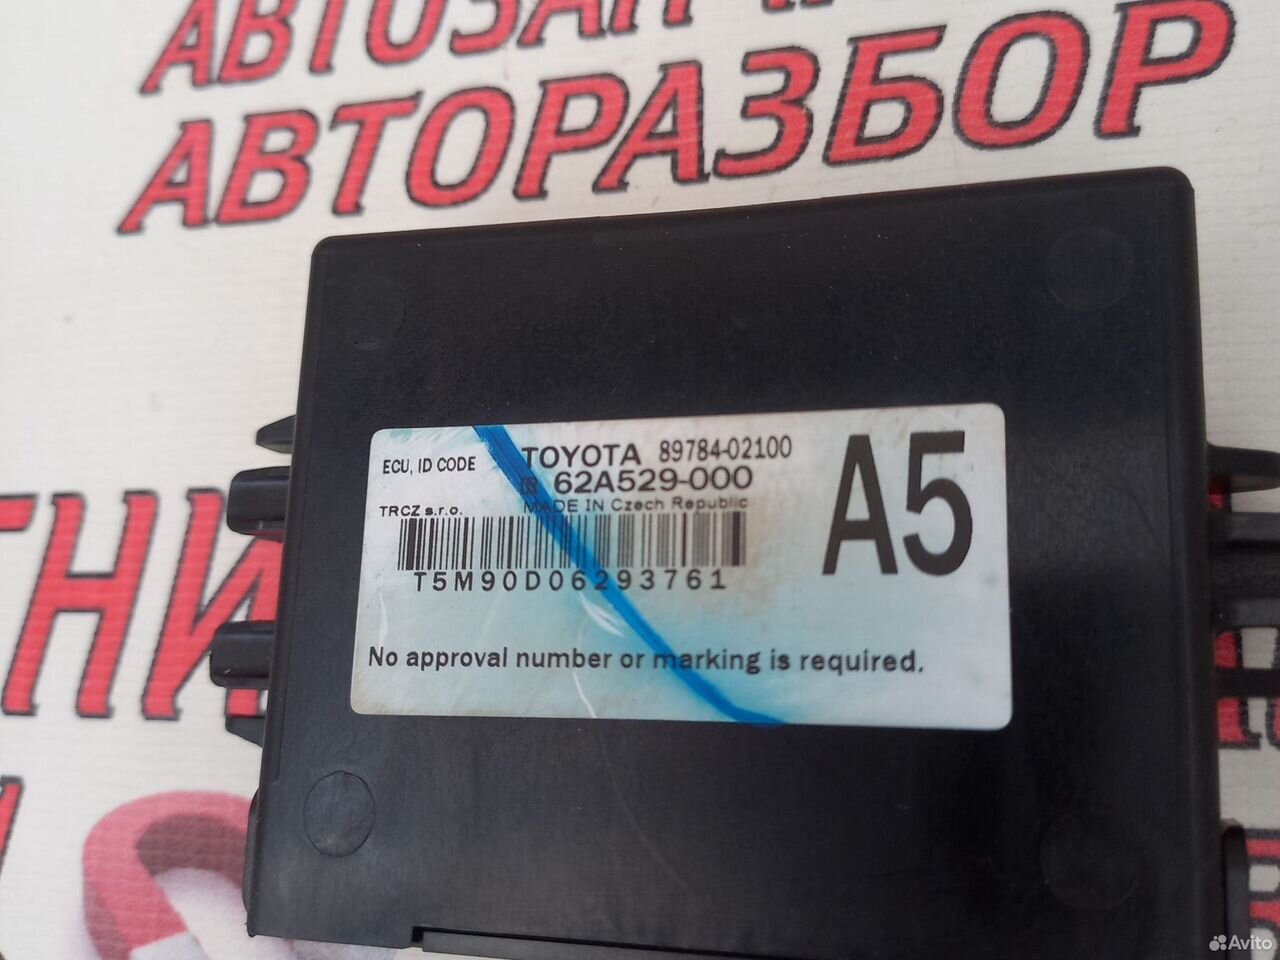 АВТОЗАПЧ
АВТОРАЗБОР
ECU, ID CODE
TOYOTA 89784-02100
62A529-000
A5
TRCZ s.r.o.
MADE IN Czech Republic
T5M90D06293761
No approval number or marking is required.
Avito